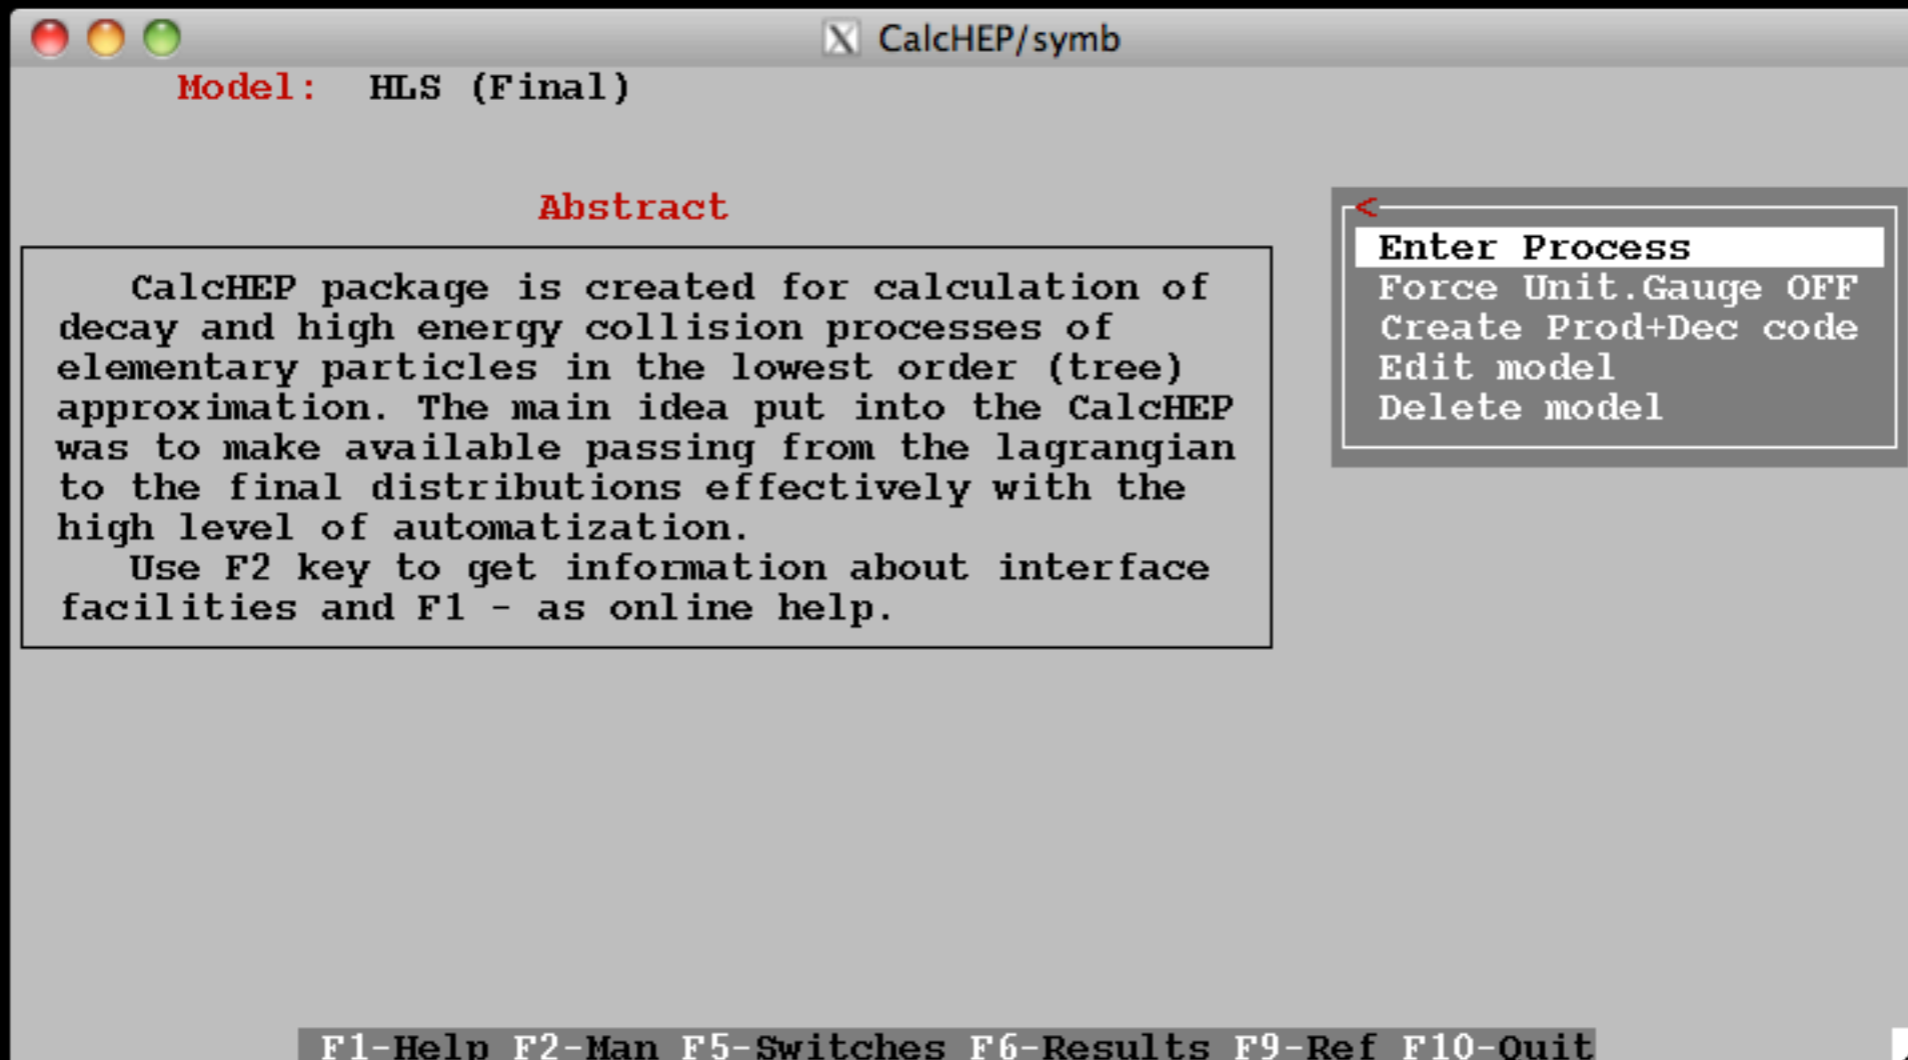 CalcHEP/symb
Model: HLS (Final)
Abstract
CalcHEP package is created for calculation of
decay and high energy collision processes of
elementary particles in the lowest order (tree)
approximation. The main idea put into the CalcHEP
was to make available passing from the lagrangian
to the final distributions effectively with the
high level of automatization.
Use F2 key to get information about interface
facilities and F1 - as online help.
<
Enter Process
Force Unit.Gauge OFF
Create Prod+Dec code
Edit model
Delete model
F1-Help F2-Man F5-Switches F6-Results F9-Ref F10-Quit